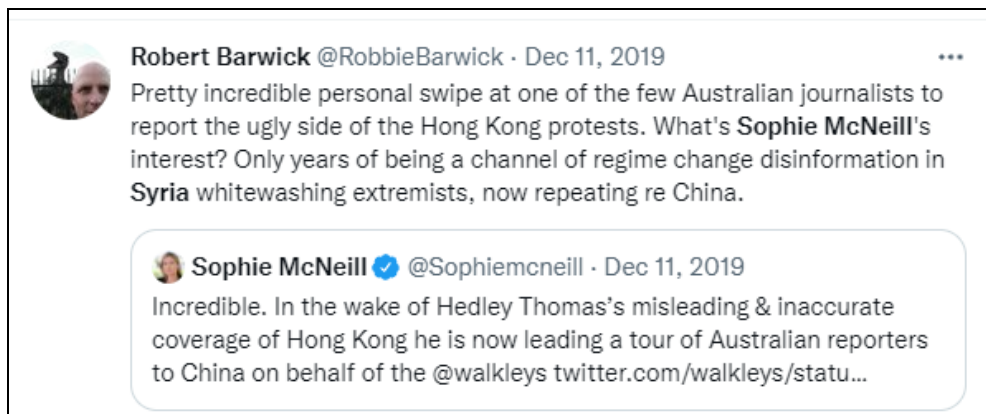 Robert Barwick @RobbieBarwick · Dec 11, 2019
Pretty incredible personal swipe at one of the few Australian journalists to
report the ugly side of the Hong Kong protests. What's Sophie McNeill's
interest? Only years of being a channel of regime change disinformation in
Syria whitewashing extremists, now repeating re China.
Sophie McNeill @Sophiemcneill · Dec 11, 2019
Incredible. In the wake of Hedley Thomas’s misleading & inaccurate
coverage of Hong Kong he is now leading a tour of Australian reporters
to China on behalf of the @walkleys twitter.com/walkleys/statu...